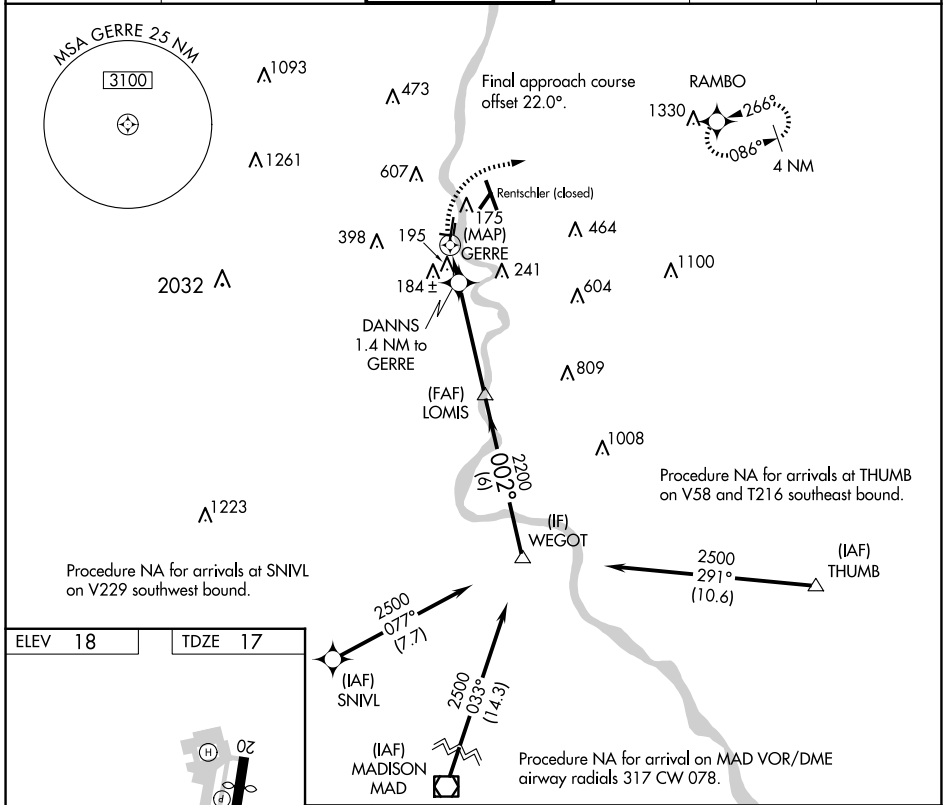 MSA GERRE 25 NM
3100
1093
473
Final approach course
offset 22.0°.
RAMBO
1330
266°
086°
4 NM
1261
607
Rentschler (closed)
175
(MAP)
GERRE
398
195
464
241
1100
2032
184 ±
604
DANNS
1.4 NM to
GERRE
809
(FAF)
LOMIS
1008
2200
002°
(6)
Procedure NA for arrivals at THUMB
on V58 and T216 southeast bound.
1223
(IF)
WEGOT
(IAF)
THUMB
2500
291°
(10.6)
Procedure NA for arrivals at SNIVL
on V229 southwest bound.
2500
077°
(7.7)
(IAF)
SNIVL
ELEV 18
TDZE 17
2500
033°
(14.3)
(IAF)
MADISON
MAD
Procedure NA for arrival on MAD VOR/DME
airway radials 317 CW 078.
H
20
P